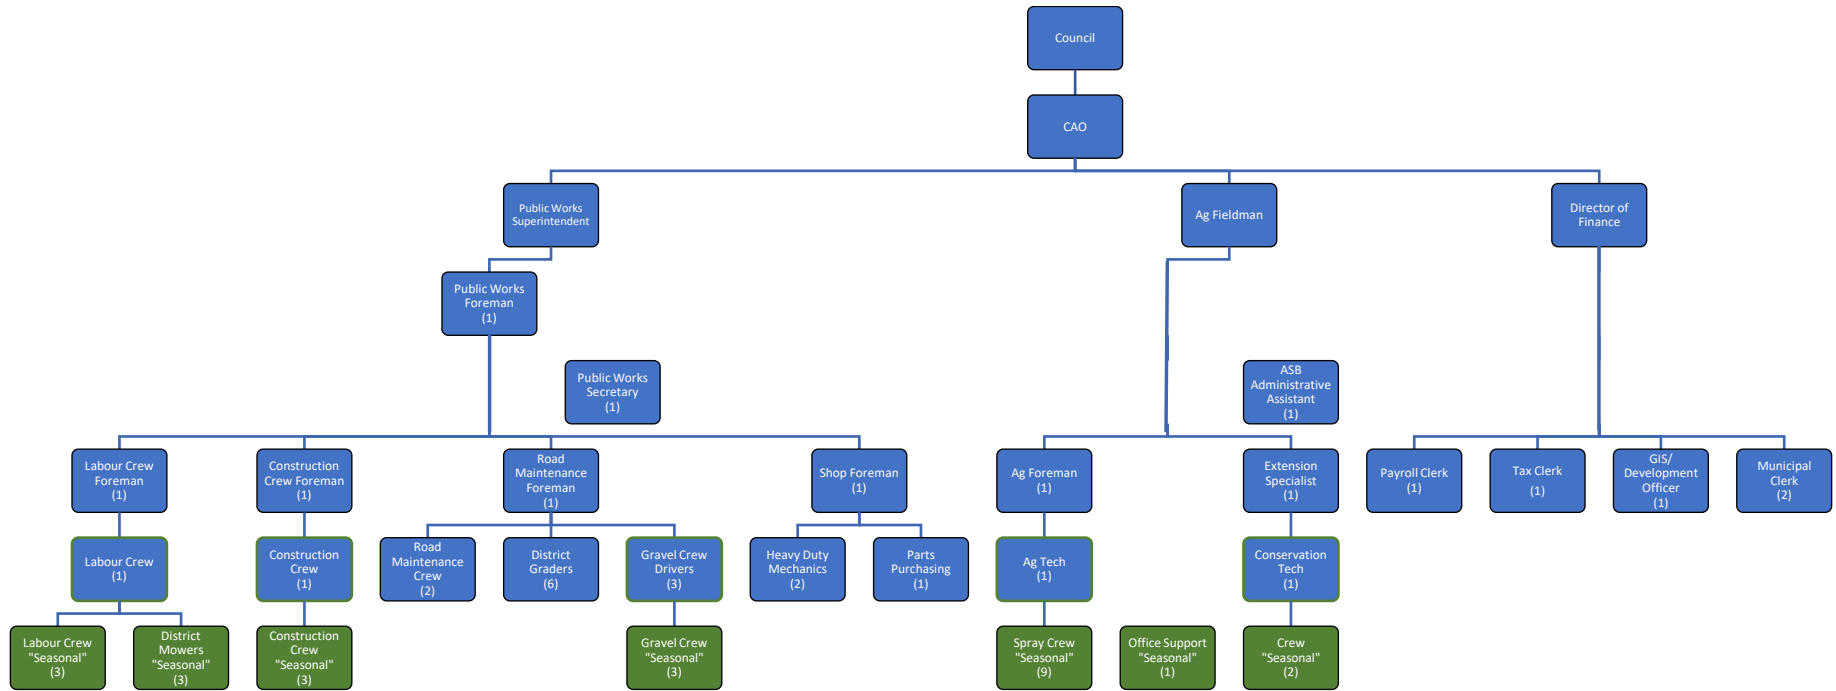 Council
CAO
Public Works
Superintendent
Ag Fieldman
Director of
Finance
Public Works
Foreman
(1)
Public Works
Secretary
(1)
ASB
Administrative
Assistant
(1)
Labour Crew
Foreman
(1)
Construction
Crew Foreman
(1)
Road
Maintenance
Foreman
(1)
Shop Foreman
(1)
Ag Foreman
(1)
Extension
Specialist
(1)
Payroll Clerk
(1)
Tax Clerk
(1)
GIS/
Development
Officer
(1)
Municipal
Clerk
(2)
Labour Crew
(1)
Construction
Crew
(1)
Road
Maintenance
Crew
(2)
District
Graders
(6)
Gravel Crew
Drivers
(3)
Heavy Duty
Mechanics
(2)
Parts
Purchasing
(1)
Ag Tech
(1)
Conservation
Tech
(1)
Labour Crew
"Seasonal"
(3)
District
Mowers
"Seasonal"
(3)
Construction
Crew
"Seasonal"
(3)
Gravel Crew
"Seasonal"
(3)
Spray Crew
"Seasonal"
(9)
Office Support
"Seasonal"
(1)
Crew
"Seasonal"
(2)